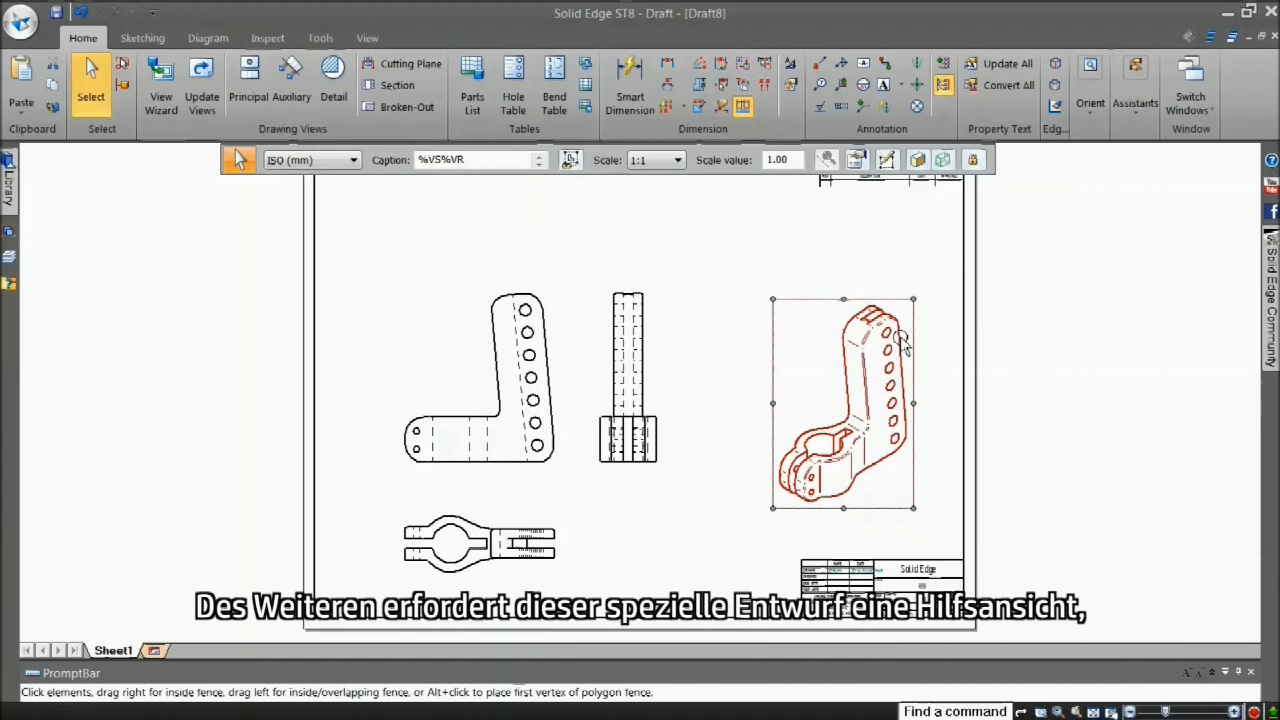 Solid Edge ST8 - Draft - [Draft8]
Home Sketching Diagram Inspect Tools View
Paste
Clipboard
Select
Select
View Wizard
Update Views
Principal
Auxiliary
Detail
Cutting Plane
Section
Broken-Out
Drawing Views
Parts List
Hole Table
Bend Table
Tables
Smart Dimension
Dimension
Annotation
Update All
Convert All
Property Text
Orient
Edg...
Assistants
Switch Windows
Window
ISO (mm)
Caption: %VS%VR
Scale: 1:1
Scale value: 1.00
Library
Solid Edge Community
Solid Edge
Des Weiteren erfordert dieser spezielle Entwurf eine Hilfsansicht,
Sheet1
PromptBar
Click elements, drag right for inside fence, drag left for inside/overlapping fence, or Alt+click to place first vertex of polygon fence.
Find a command